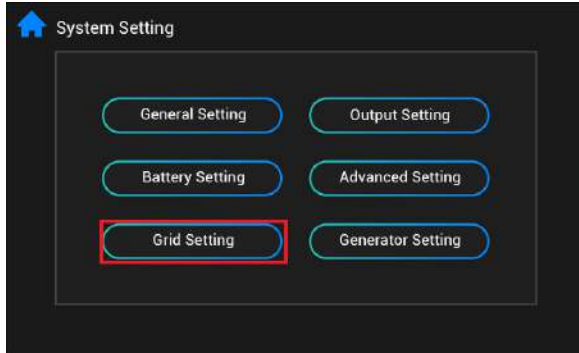 System Setting
General Setting
Output Setting
Battery Setting
Advanced Setting
Grid Setting
Generator Setting